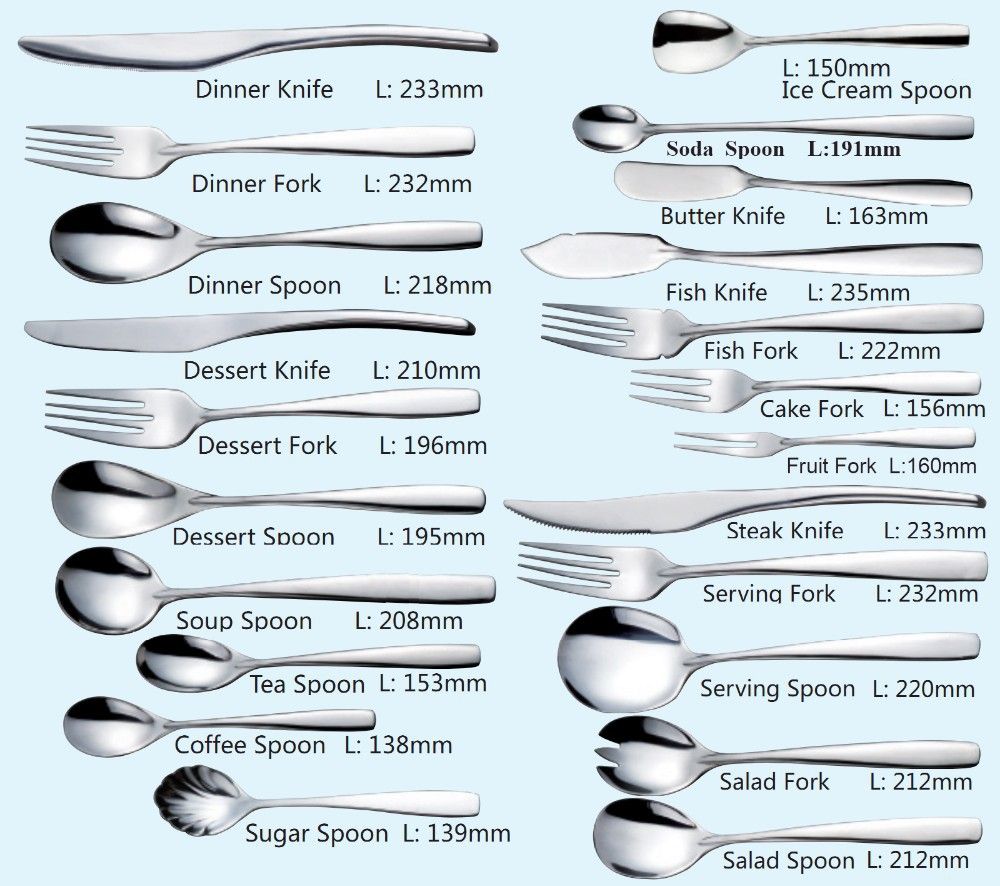 Dinner Knife L: 233mm
Dinner Fork L: 232mm
Dinner Spoon L: 218mm
Dessert Knife L: 210mm
Dessert Fork L: 196mm
Dessert Spoon L: 195mm
Soup Spoon L: 208mm
Tea Spoon L: 153mm
Coffee Spoon L: 138mm
Sugar Spoon L: 139mm
L: 150mm
Ice Cream Spoon
Soda Spoon L:191mm
Butter Knife L: 163mm
Fish Knife L: 235mm
Fish Fork L: 222mm
Cake Fork L: 156mm
Fruit Fork L:160mm
Steak Knife L: 233mm
Serving Fork L: 232mm
Serving Spoon L: 220mm
Salad Fork L: 212mm
Salad Spoon L: 212mm